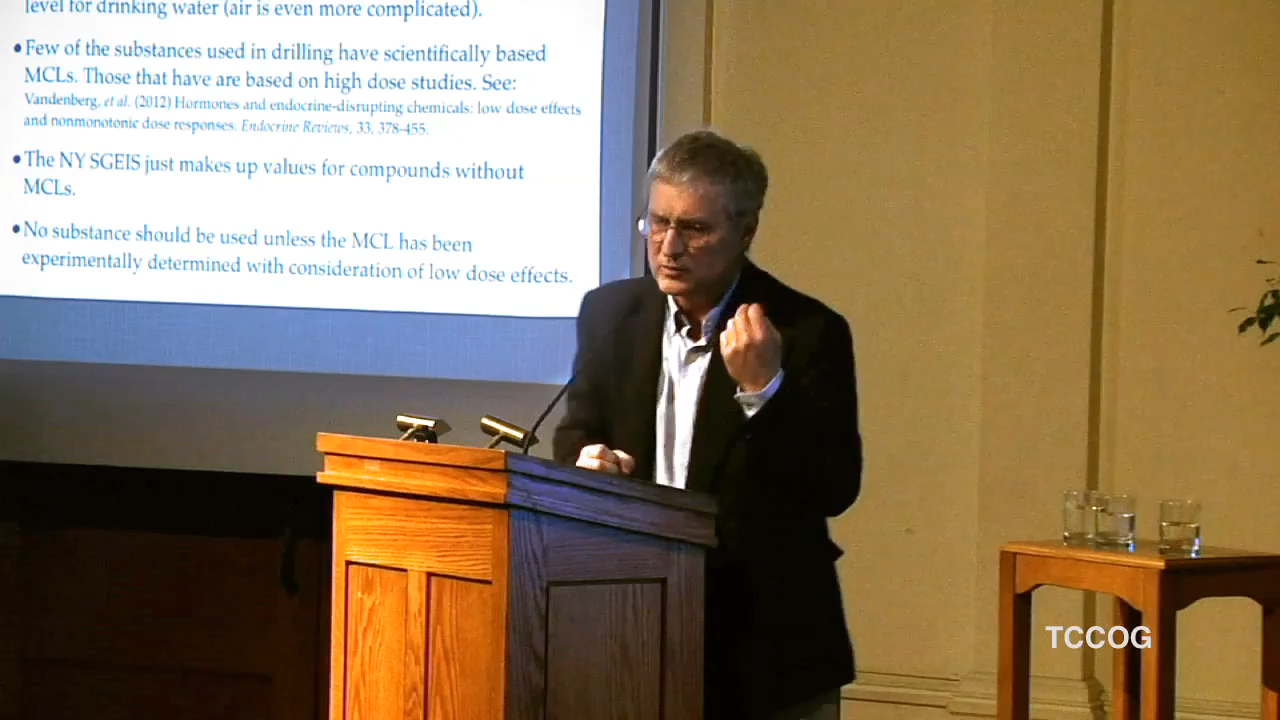 level for drinking water (air is even more complicated).
•Few of the substances used in drilling have scientifically based
MCLs. Those that have are based on high dose studies. See:
Vandenberg, et al. (2012) Hormones and endocrine-disrupting chemicals: low dose effects
and nonmonotonic dose responses. Endocrine Reviews, 33, 378-455.
•The NY SGEIS just makes up values for compounds without
MCLs.
•No substance should be used unless the MCL has been
experimentally determined with consideration of low dose effects.
TCCOG